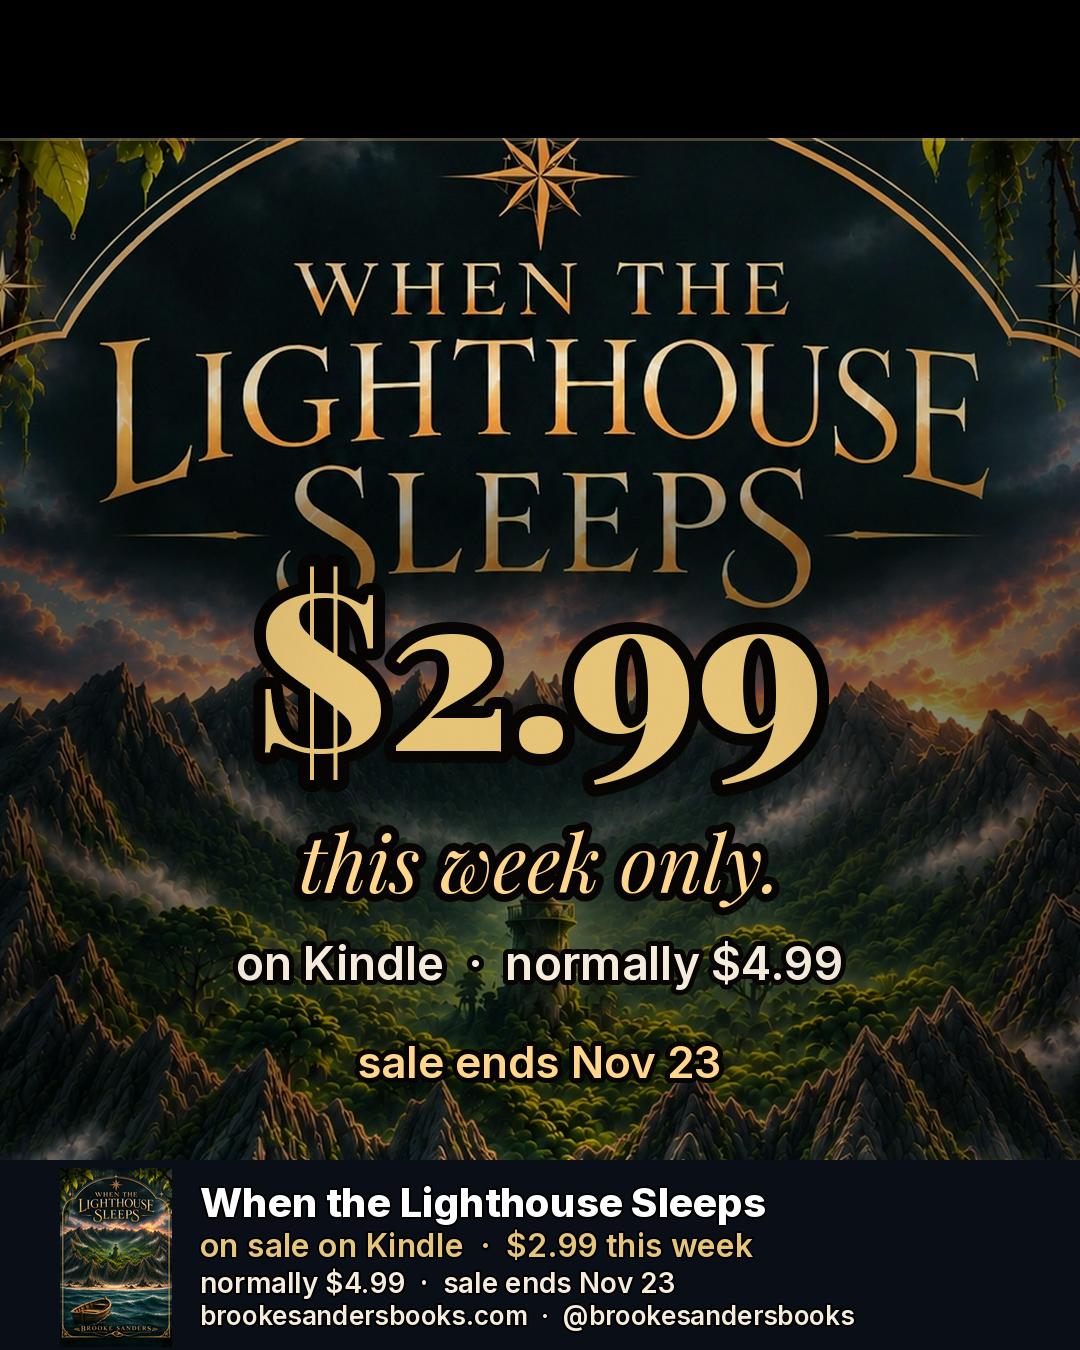 WHEN THE
LIGHTHOUSE
SLEEPS
$2.99
this week only.
on Kindle · normally $4.99
sale ends Nov 23
WHEN THE
LIGHTHOUSE
SLEEPS
BROOKE SANDERS
When the Lighthouse Sleeps
on sale on Kindle · $2.99 this week
normally $4.99 · sale ends Nov 23
brookesandersbooks.com · @brookesandersbooks